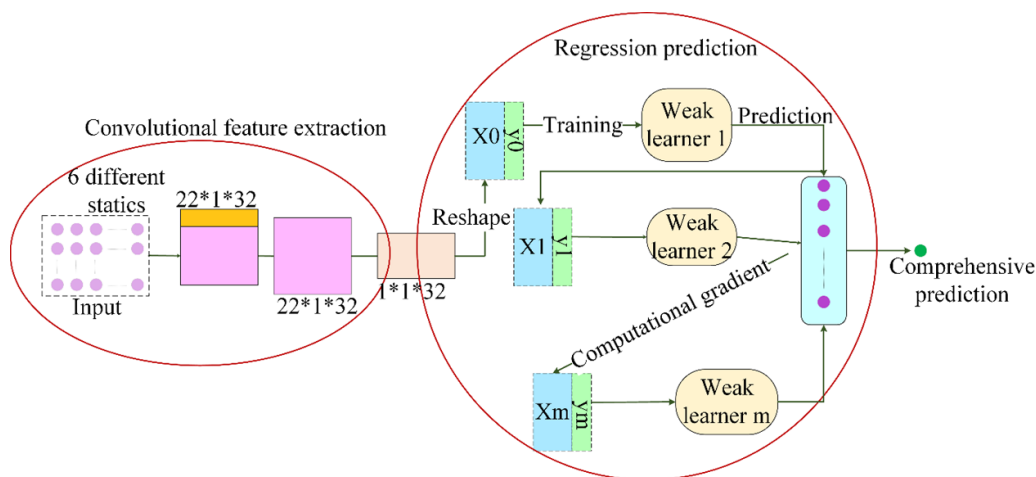 Regression prediction
Convolutional feature extraction
6 different
statics
Input
22*1*32
22*1*32
1*1*32
Reshape
X0
y0
Training
Weak
learner 1
Prediction
X1
y1
Weak
learner 2
Computational gradient
Xm
ym
Weak
learner m
Comprehensive
prediction